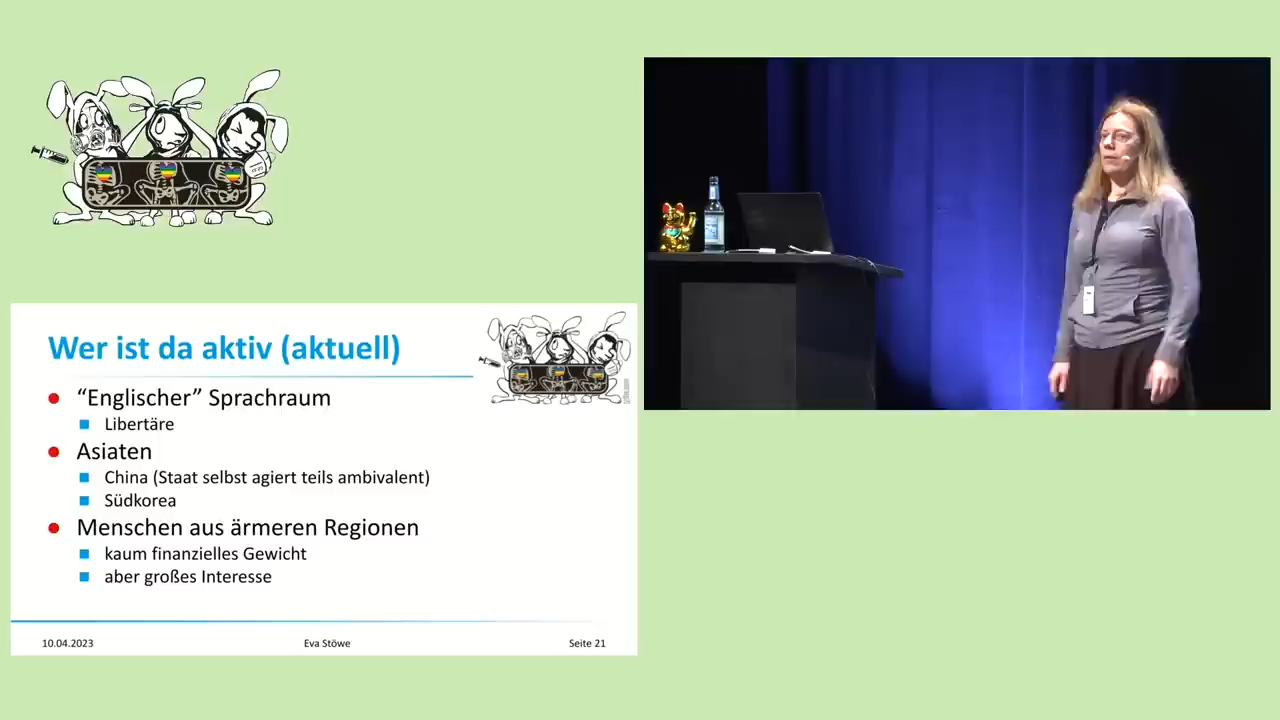 Wer ist da aktiv (aktuell)
“Englischer” Sprachraum
Libertäre
Asiaten
China (Staat selbst agiert teils ambivalent)
Südkorea
Menschen aus ärmeren Regionen
kaum finanzielles Gewicht
aber großes Interesse
10.04.2023
Eva Stöwe
Seite 21